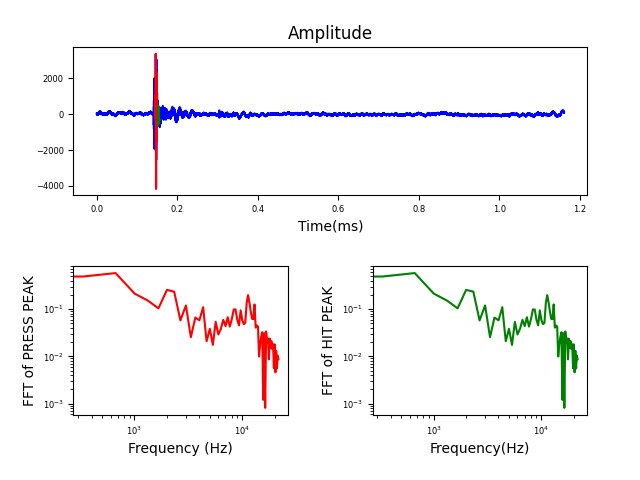 Amplitude
2000
0
−2000
−4000
0.0 0.2 0.4 0.6 0.8 1.0 1.2
Time(ms)
FFT of PRESS PEAK
10⁻¹
10⁻²
10⁻³
10³ 10⁴
Frequency (Hz)
FFT of HIT PEAK
10⁻¹
10⁻²
10⁻³
10³ 10⁴
Frequency(Hz)